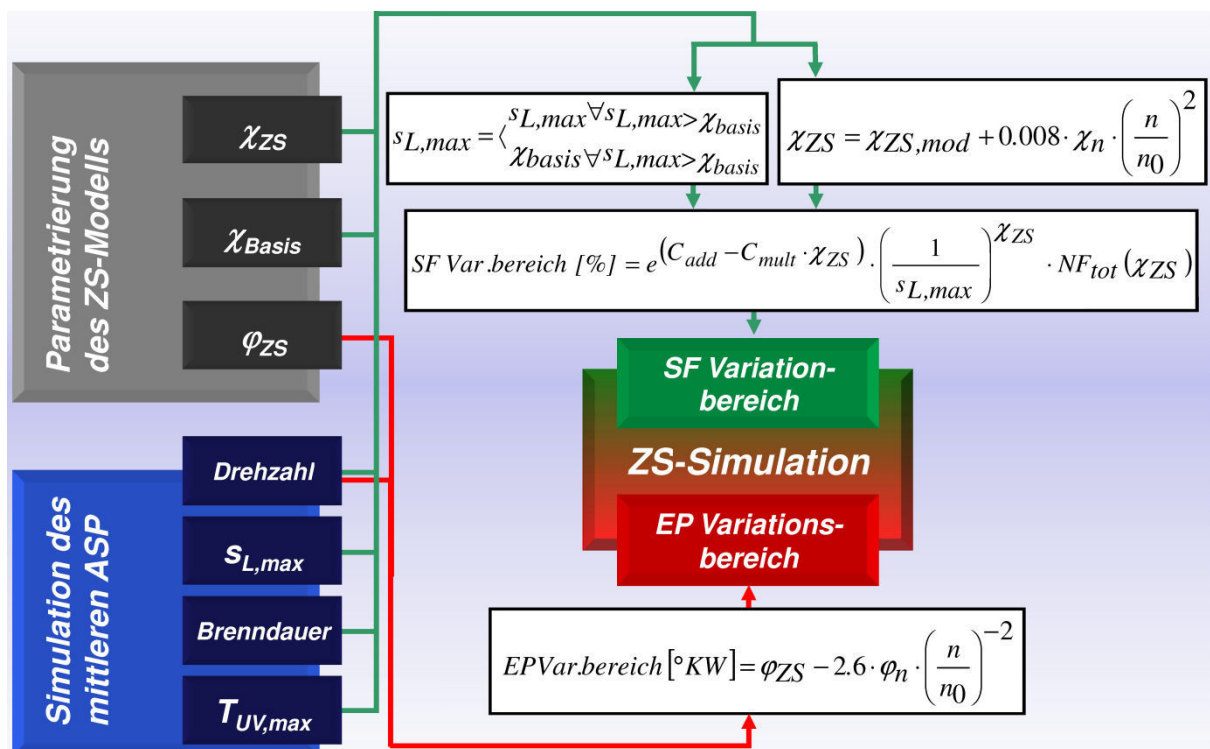 Parametrierung
des ZS-Modells
χZS
χBasis
φZS
Simulation des
mittleren ASP
Drehzahl
sL,max
Brenndauer
TUV,max
sL,max = ⟨ sL,max ∀ sL,max > χbasis
χbasis ∀ sL,max > χbasis
χZS = χZS,mod + 0.008 · χn · (n/n0)^2
SF Var.bereich [%] = e^(Cadd − Cmult · χZS) · (1/sL,max)^χZS · NFtot(χZS)
SF Variation-
bereich
ZS-Simulation
EP Variations-
bereich
EPVar.bereich[°KW] = φZS − 2.6 · φn · (n/n0)^−2